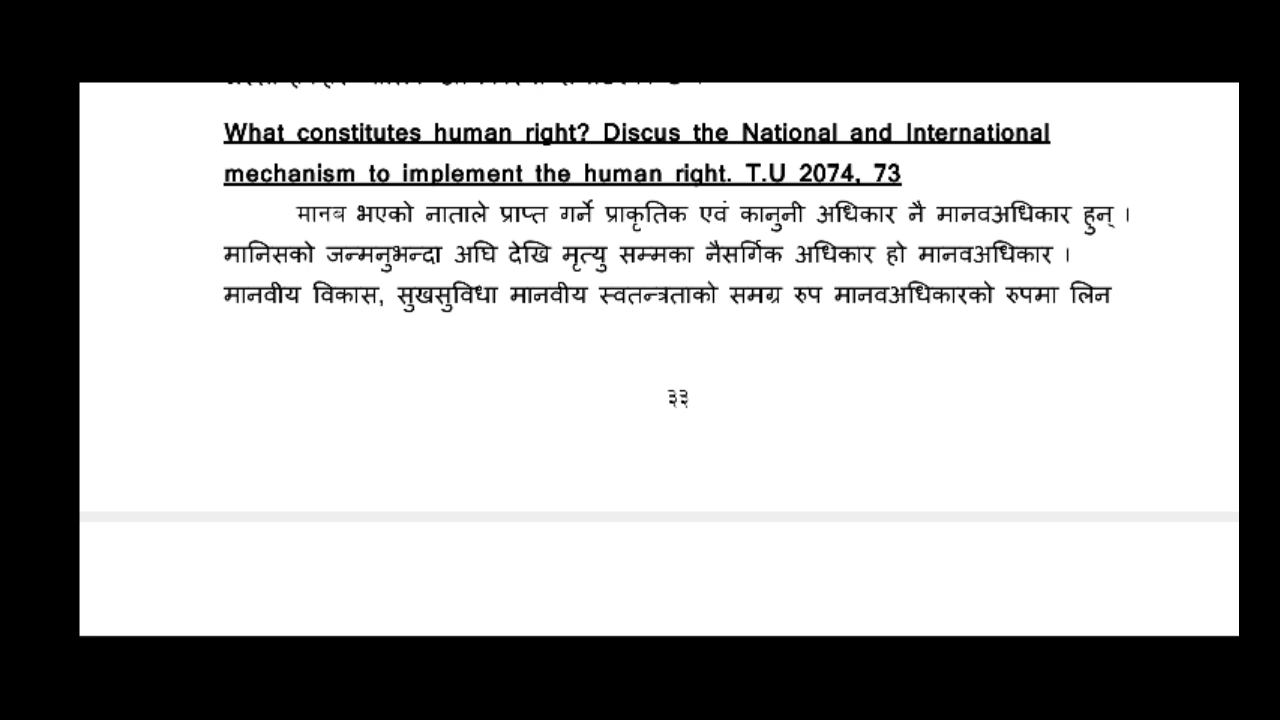 What constitutes human right? Discus the National and International
mechanism to implement the human right. T.U 2074, 73
मानब भएको नाताले प्राप्त गर्ने प्राकृतिक एवं कानुनी अधिकार नै मानवअधिकार हुन् ।
मानिसको जन्मनुभन्दा अघि देखि मृत्यु सम्मका नैसर्गिक अधिकार हो मानवअधिकार ।
मानवीय विकास, सुखसुविधा मानवीय स्वतन्त्रताको समग्र रुप मानवअधिकारको रुपमा लिन
३३